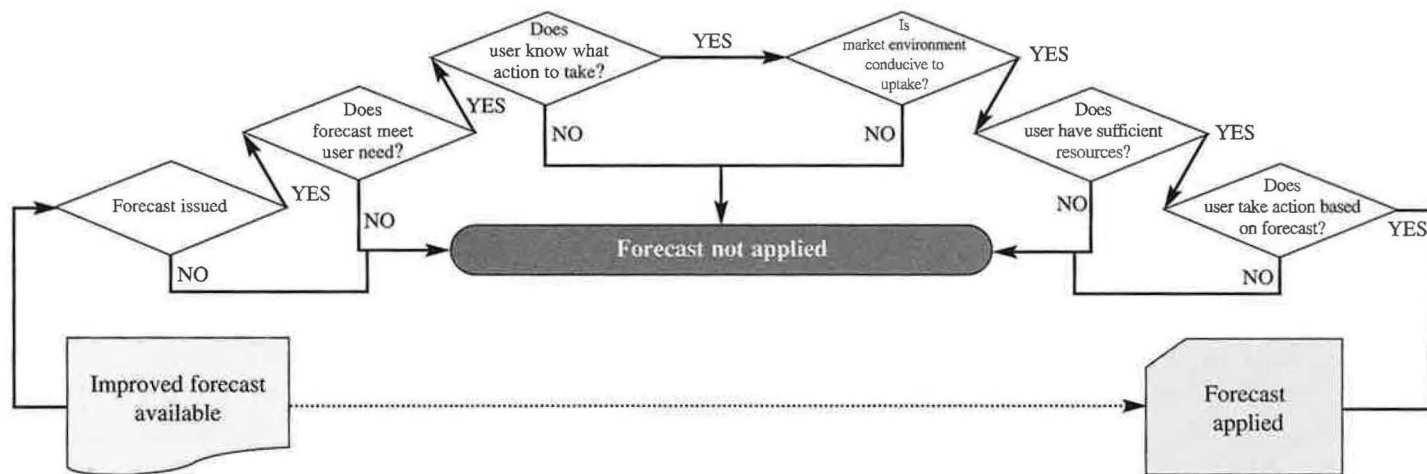 Forecast issued
YES
NO
Does
forecast meet
user need?
YES
NO
Does
user know what
action to take?
YES
NO
Is
market environment
conducive to
uptake?
YES
NO
Does
user have sufficient
resources?
YES
NO
Does
user take action based
on forecast?
YES
NO
Forecast not applied
Improved forecast
available
Forecast
applied